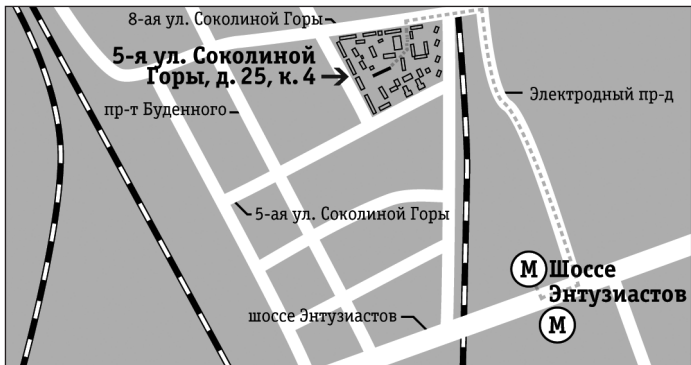 8-ая ул. Соколиной Горы
5-я ул. Соколиной
Горы, д. 25, к. 4
Электродный пр-д
пр-т Буденного
5-ая ул. Соколиной Горы
М Шоссе
Энтузиастов
шоссе Энтузиастов
М